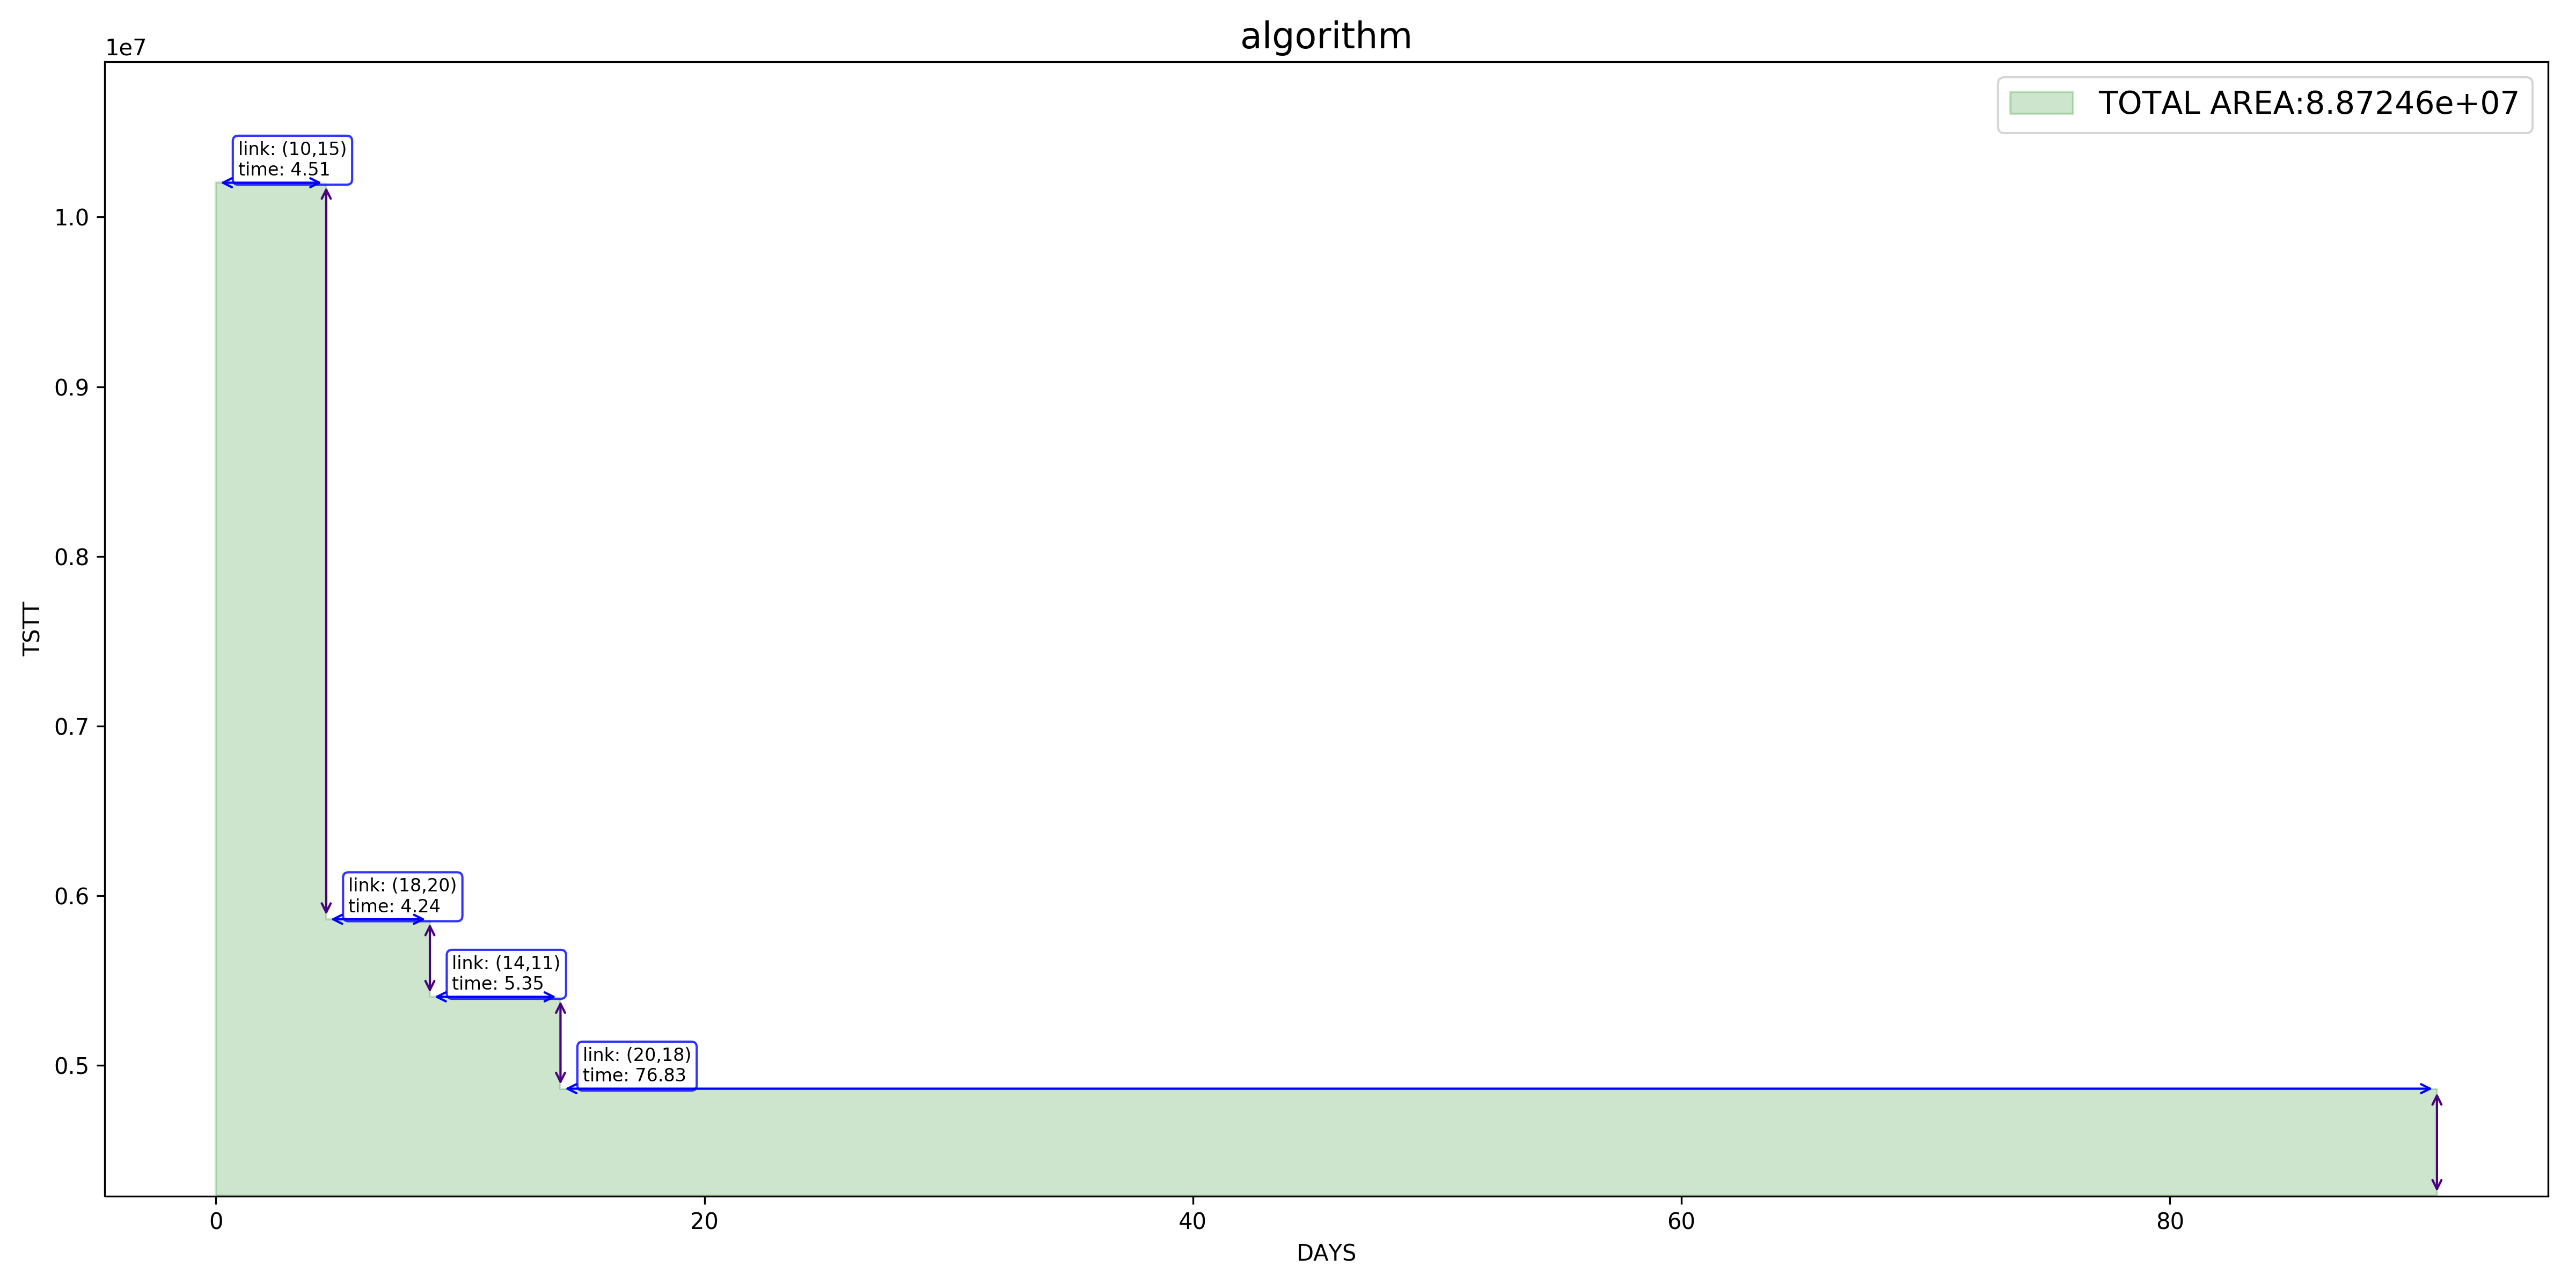 algorithm
1e7
TOTAL AREA:8.87246e+07
link: (10,15)
time: 4.51
1.0
0.9
0.8
0.7
TSTT
0.6
link: (18,20)
time: 4.24
link: (14,11)
time: 5.35
0.5
link: (20,18)
time: 76.83
0 20 40 60 80
DAYS